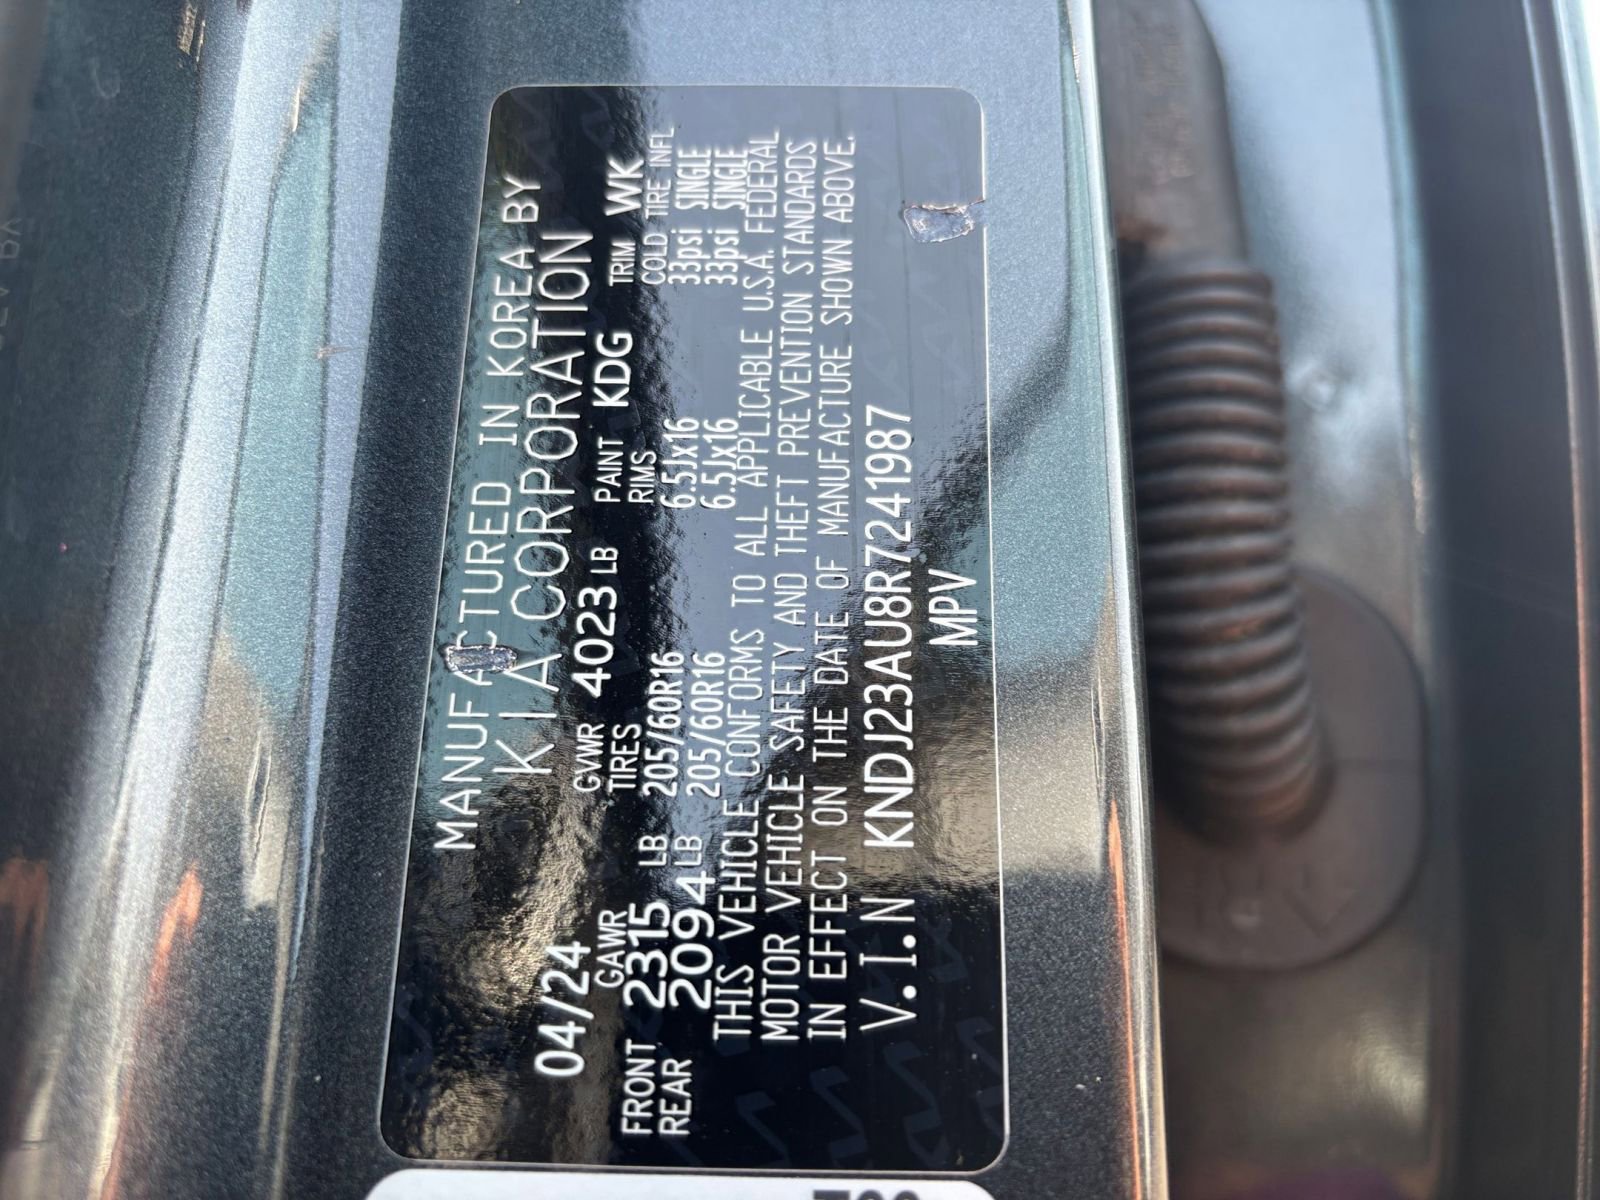 MANUFACTURED IN KOREA BY
KIA CORPORATION
04/24 GVWR 4023 LB PAINT KDG TRIM WK
GAWR TIRES RIMS COLD TIRE INFL
FRONT 2315 LB 205/60R16 6.5JX16 33psi SINGLE
REAR 2094 LB 205/60R16 6.5JX16 33psi SINGLE
THIS VEHICLE CONFORMS TO ALL APPLICABLE U.S.A. FEDERAL
MOTOR VEHICLE SAFETY AND THEFT PREVENTION STANDARDS
IN EFFECT ON THE DATE OF MANUFACTURE SHOWN ABOVE.
V.I.N KNDJ23AU8R7241987
MPV